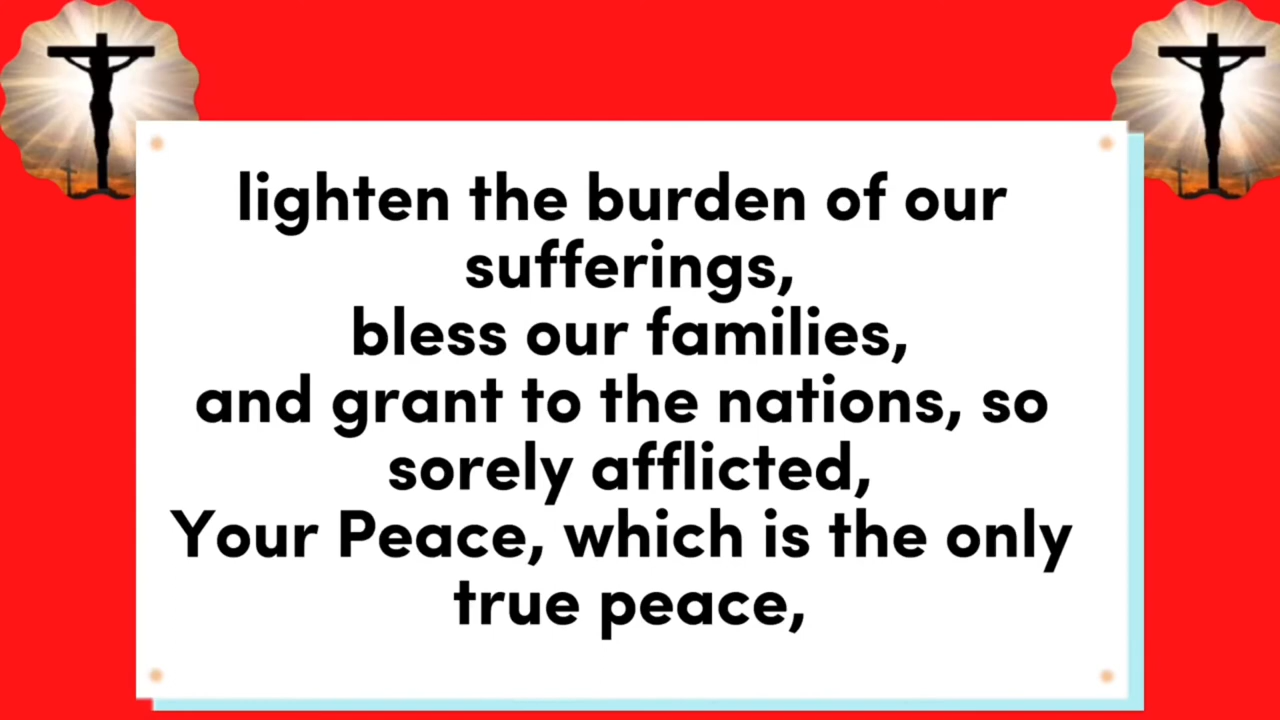 lighten the burden of our
sufferings,
bless our families,
and grant to the nations, so
sorely afflicted,
Your Peace, which is the only
true peace,